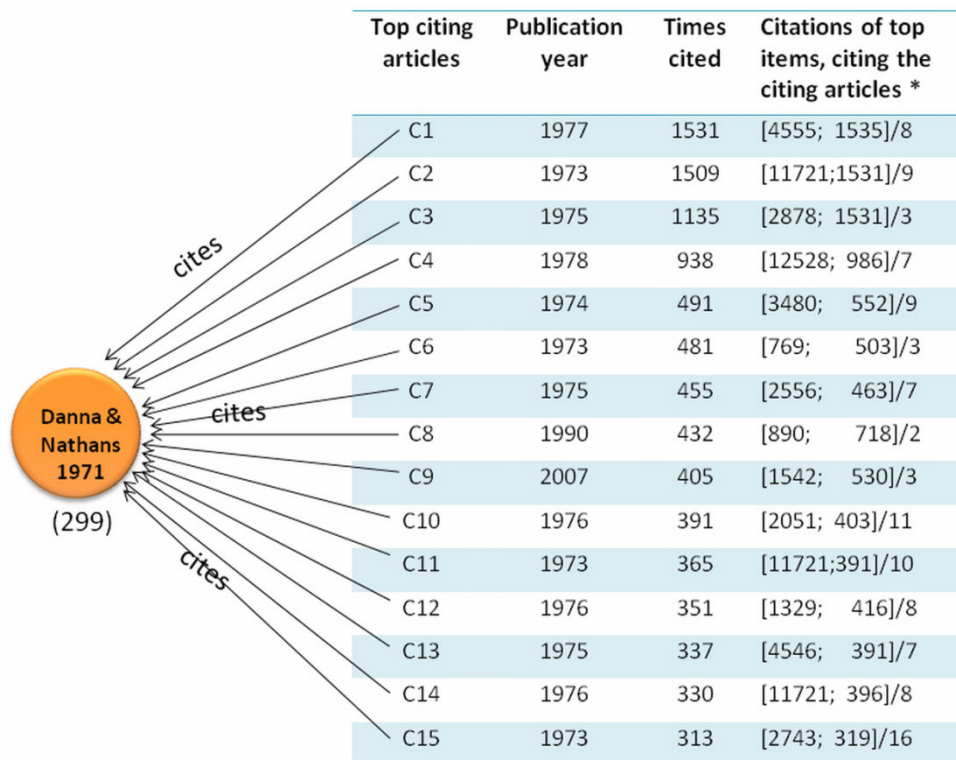 Top citing articles Publication year Times cited Citations of top items, citing the citing articles *
C1 1977 1531 [4555; 1535]/8
C2 1973 1509 [11721;1531]/9
C3 1975 1135 [2878; 1531]/3
cites
C4 1978 938 [12528; 986]/7
C5 1974 491 [3480; 552]/9
C6 1973 481 [769; 503]/3
C7 1975 455 [2556; 463]/7
cites
C8 1990 432 [890; 718]/2
Danna &
Nathans
1971
(299)
C9 2007 405 [1542; 530]/3
C10 1976 391 [2051; 403]/11
C11 1973 365 [11721;391]/10
cites
C12 1976 351 [1329; 416]/8
C13 1975 337 [4546; 391]/7
C14 1976 330 [11721; 396]/8
C15 1973 313 [2743; 319]/16